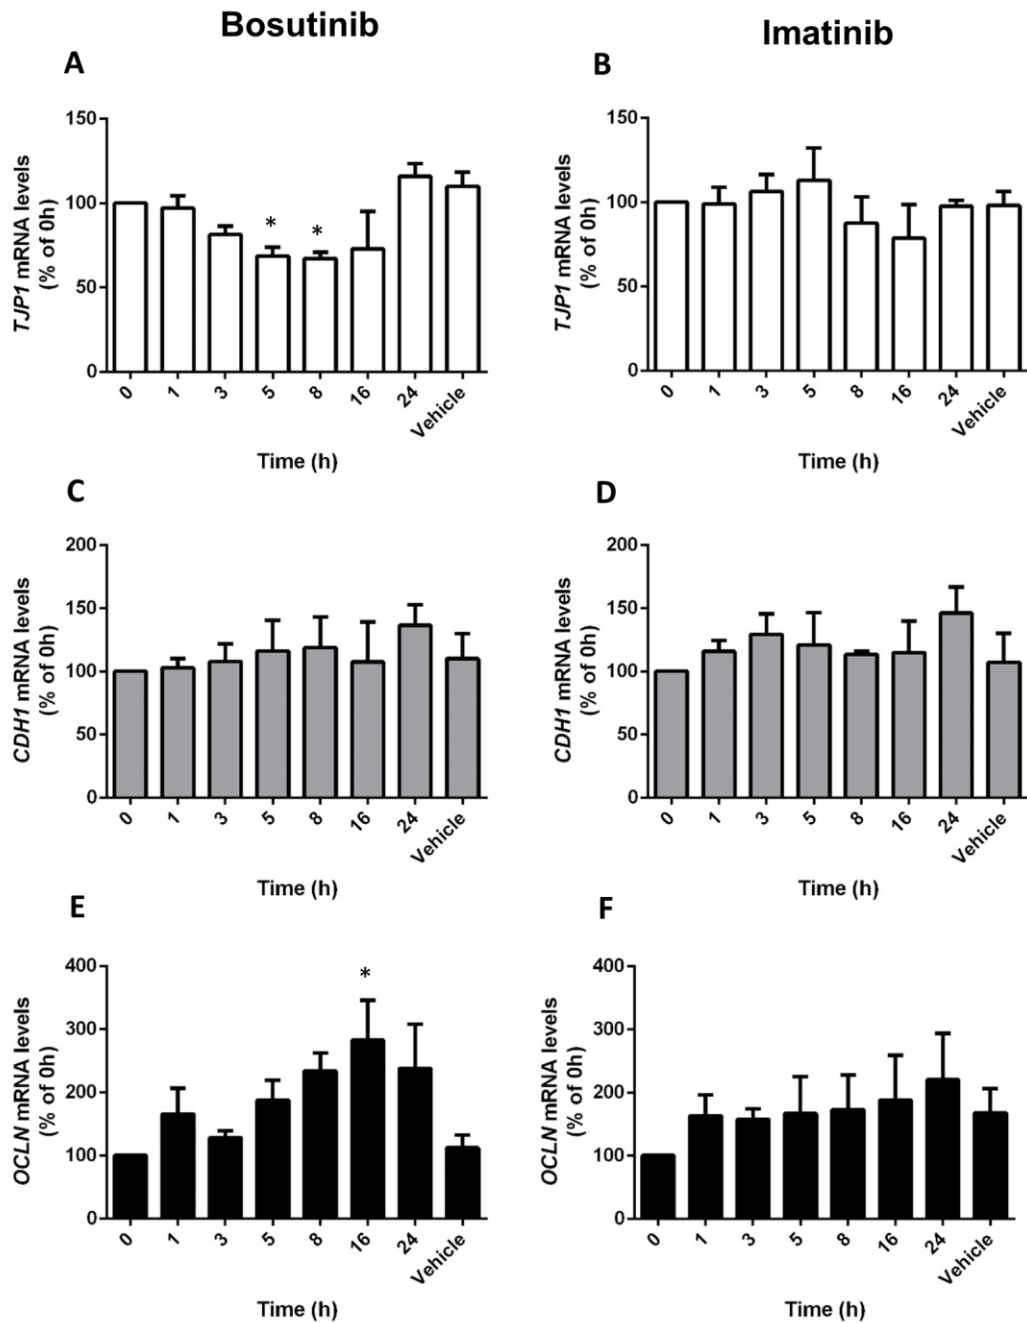 Bosutinib
Imatinib
A
TJP1 mRNA levels
(% of 0h)
150
100
50
0
*
*
0 1 3 5 8 16 24 Vehicle
Time (h)
B
TJP1 mRNA levels
(% of 0h)
150
100
50
0
0 1 3 5 8 16 24 Vehicle
Time (h)
C
CDH1 mRNA levels
(% of 0h)
200
150
100
50
0
0 1 3 5 8 16 24 Vehicle
Time (h)
D
CDH1 mRNA levels
(% of 0h)
200
150
100
50
0
0 1 3 5 8 16 24 Vehicle
Time (h)
E
OCLN mRNA levels
(% of 0h)
400
300
200
100
0
*
0 1 3 5 8 16 24 Vehicle
Time (h)
F
OCLN mRNA levels
(% of 0h)
400
300
200
100
0
0 1 3 5 8 16 24 Vehicle
Time (h)